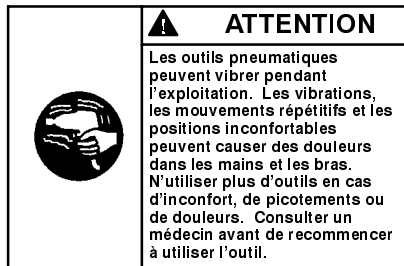 ATTENTION
Les outils pneumatiques
peuvent vibrer pendant
l'exploitation. Les vibrations,
les mouvements répétitifs et les
positions inconfortables
peuvent causer des douleurs
dans les mains et les bras.
N'utiliser plus d'outils en cas
d'inconfort, de picotements ou
de douleurs. Consulter un
médecin avant de recommencer
à utiliser l'outil.